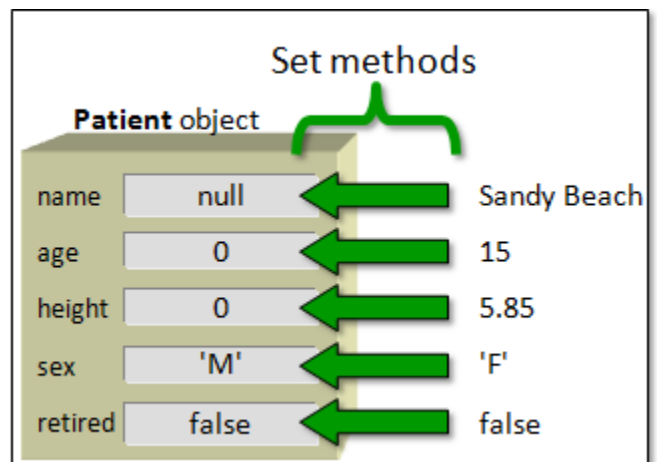 Set methods
Patient object
name null Sandy Beach
age 0 15
height 0 5.85
sex 'M' 'F'
retired false false